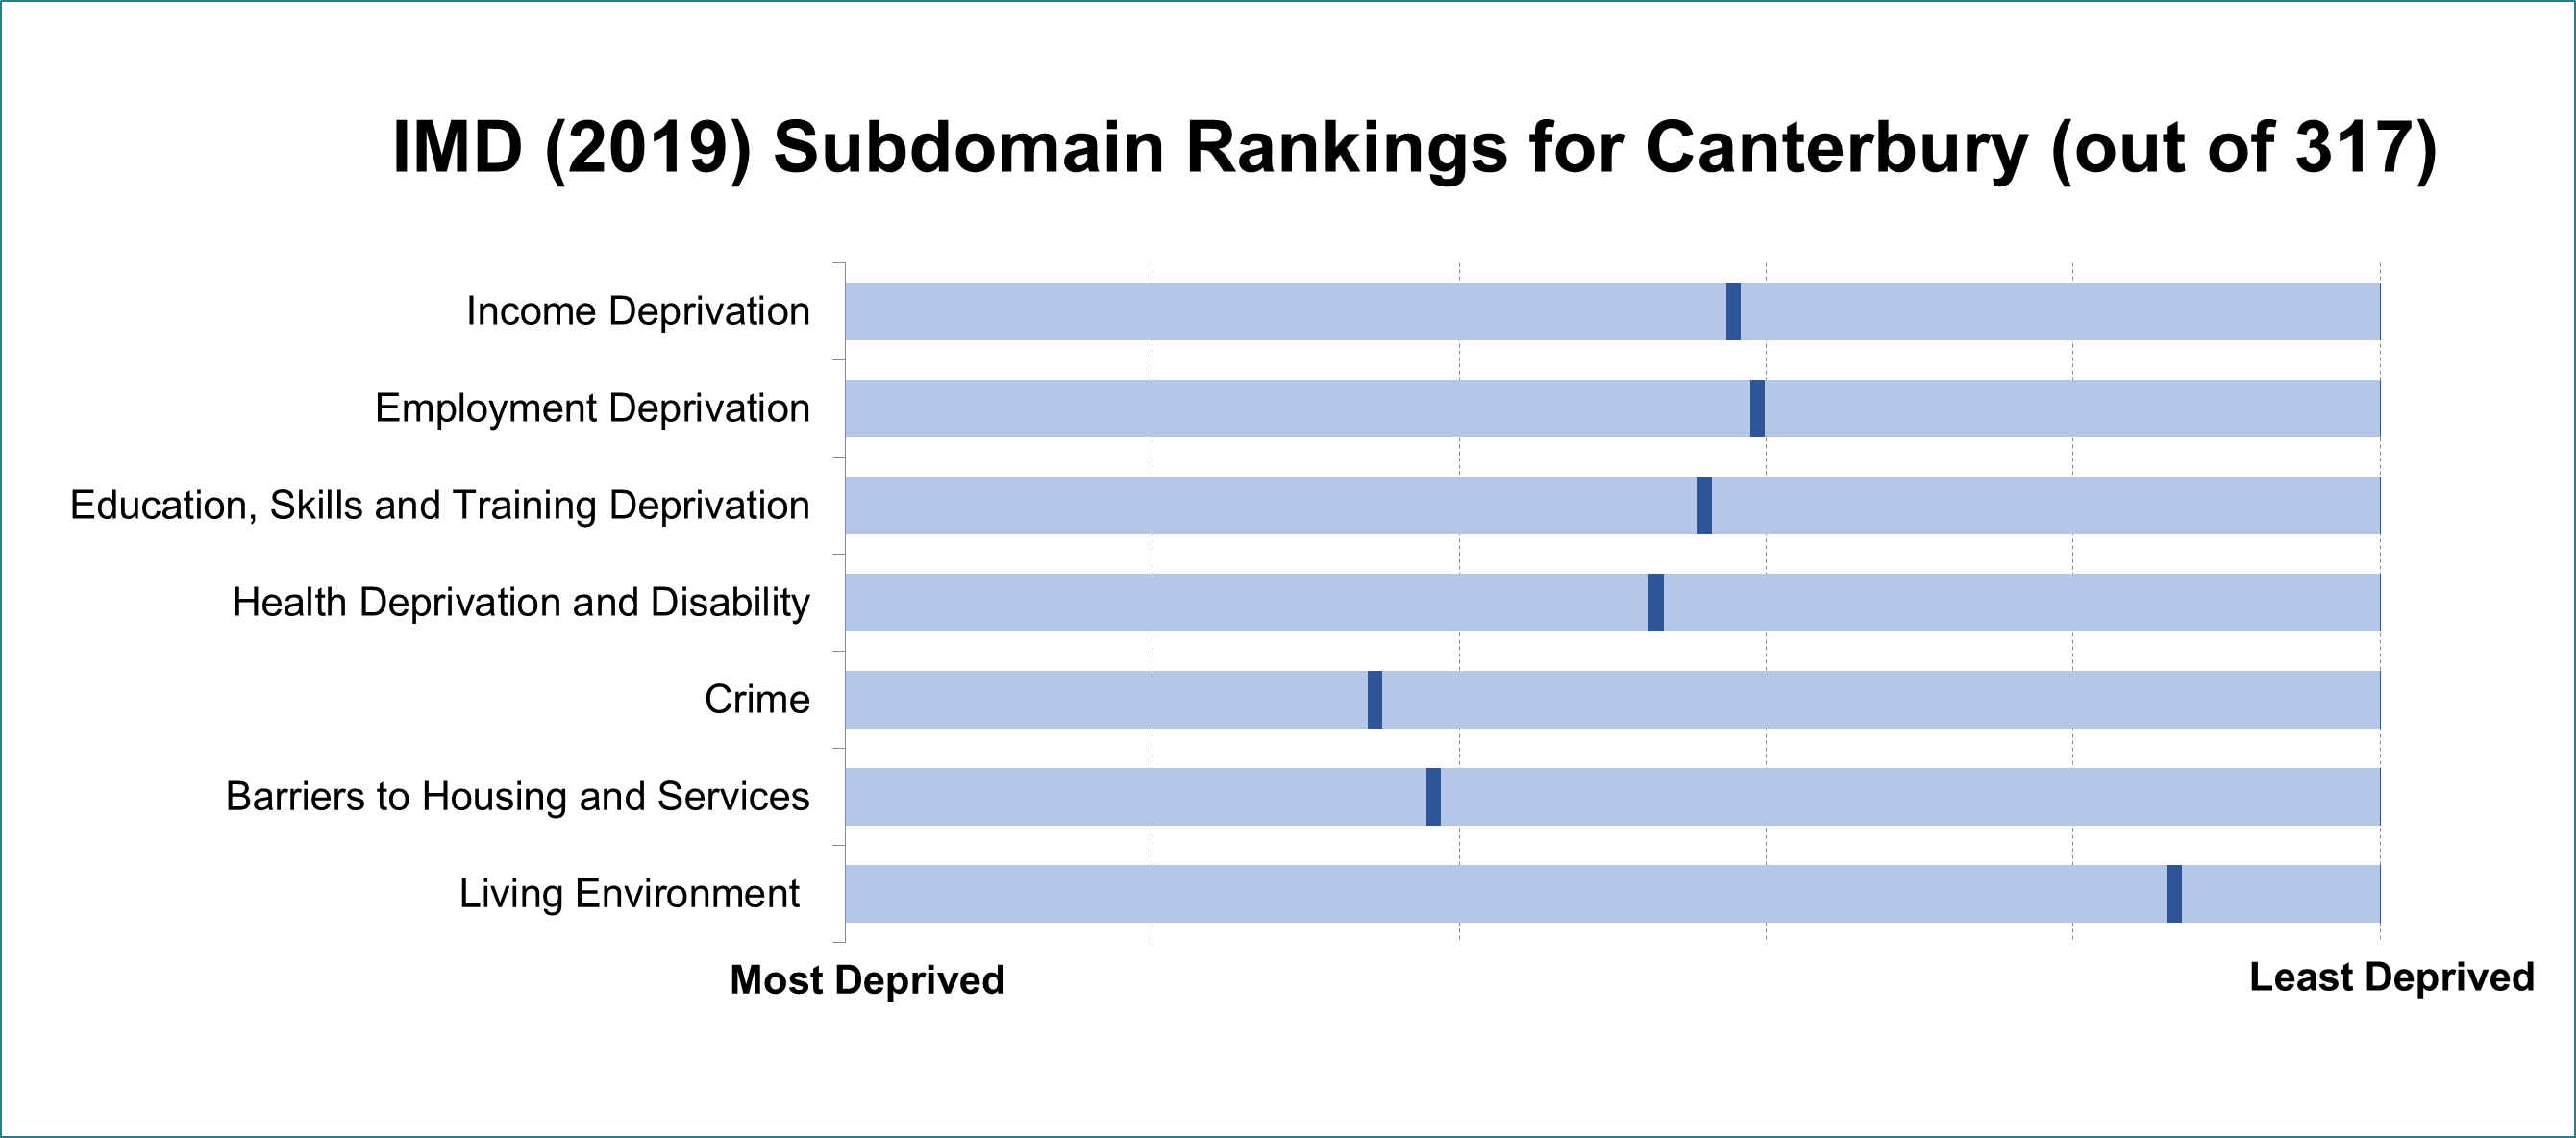 IMD (2019) Subdomain Rankings for Canterbury (out of 317)
Income Deprivation
Employment Deprivation
Education, Skills and Training Deprivation
Health Deprivation and Disability
Crime
Barriers to Housing and Services
Living Environment
Most Deprived
Least Deprived